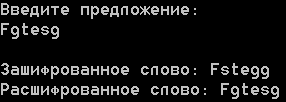 Введите предложение:
Fgtesg
Зашифрованное слово: Fstegg
Расшифрованное слово: Fgtesg